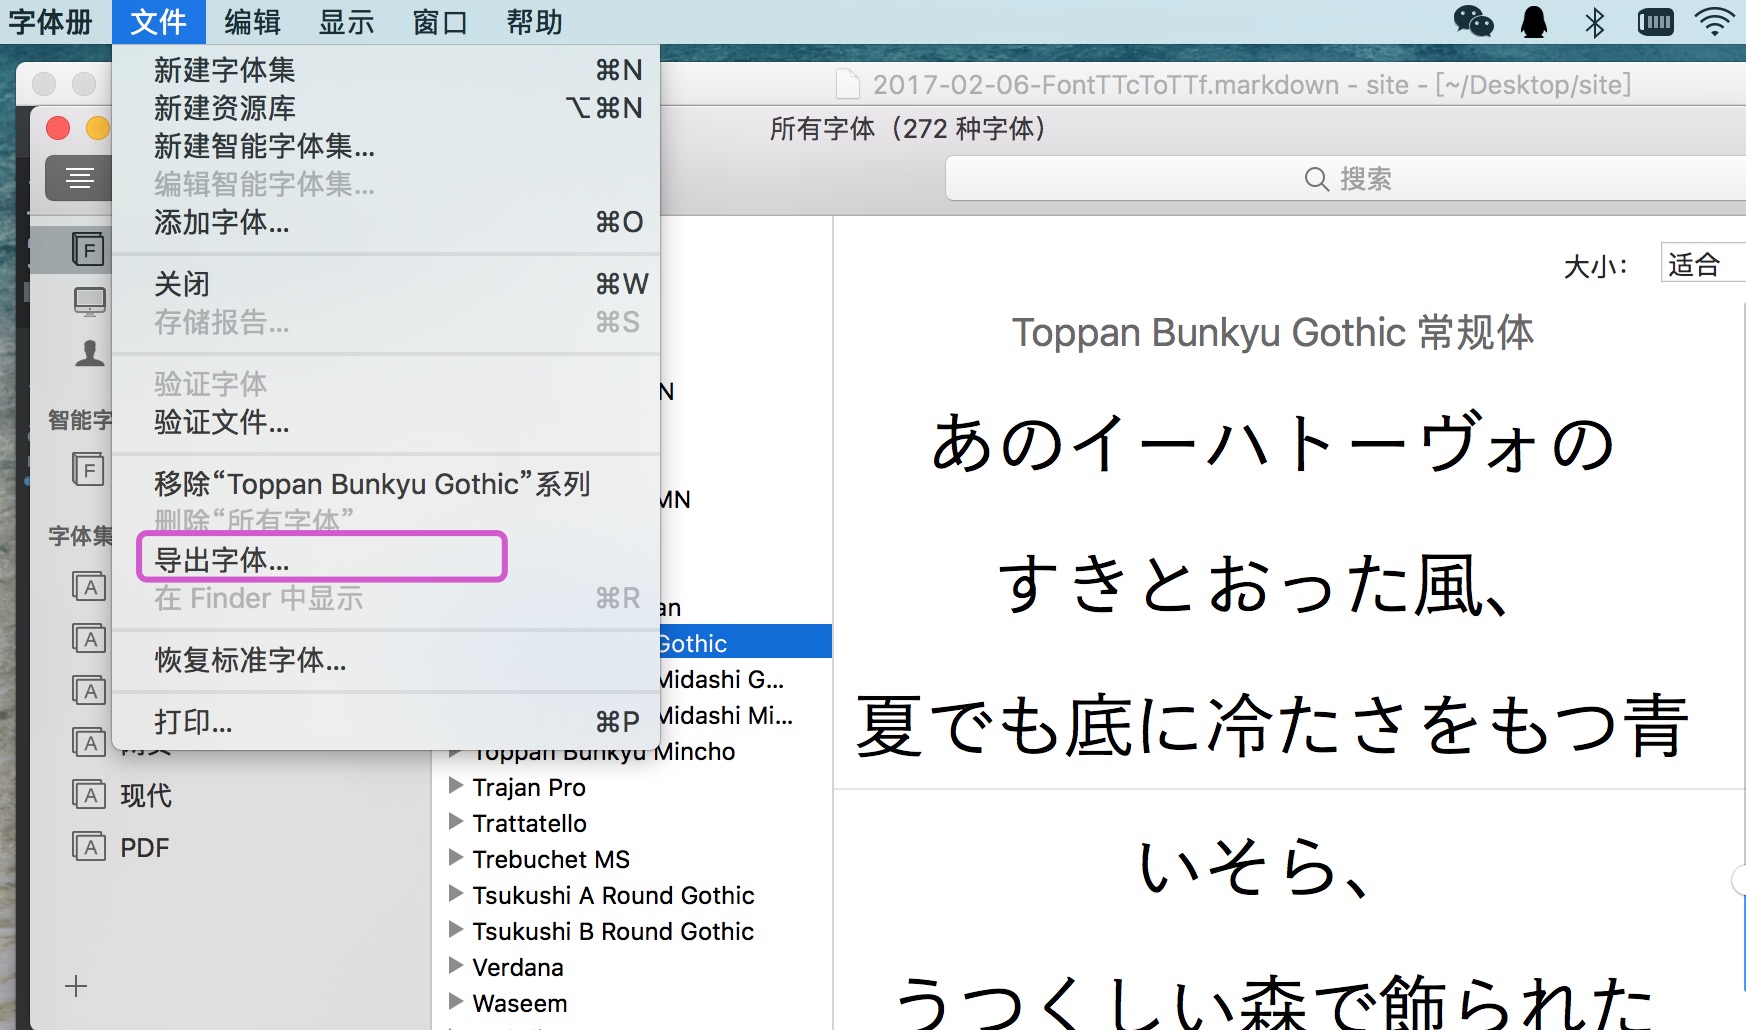 字体册 文件 编辑 显示 窗口 帮助
2017-02-06-FontTTcToTTf.markdown - site - [~/Desktop/site]
所有字体（272 种字体）
搜索
新建字体集 ⌘N
新建资源库 ⌥⌘N
新建智能字体集...
编辑智能字体集...
添加字体... ⌘O
关闭 ⌘W
存储报告... ⌘S
验证字体
验证文件...
移除“Toppan Bunkyu Gothic”系列
删除“所有字体”
导出字体...
在 Finder 中显示 ⌘R
恢复标准字体...
打印... ⌘P
智能字
字体集
现代
PDF
N
MN
an
Gothic
Midashi G...
Midashi Mi...
Toppan Bunkyu Mincho
Trajan Pro
Trattatello
Trebuchet MS
Tsukushi A Round Gothic
Tsukushi B Round Gothic
Verdana
Waseem
大小： 适合
Toppan Bunkyu Gothic 常规体
あのイーハトーヴォの
すきとおった風、
夏でも底に冷たさをもつ青
いそら、
うつくしい森で飾られた